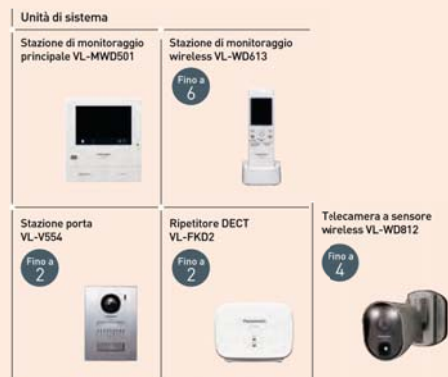 Unità di sistema
Stazione di monitoraggio
principale VL-MWD501
Stazione di monitoraggio
wireless VL-WD613
Fino a
6
Stazione porta
VL-V554
Fino a
2
Ripetitore DECT
VL-FKD2
Fino a
2
Panasonic
Telecamera a sensore
wireless VL-WD812
Fino a
4